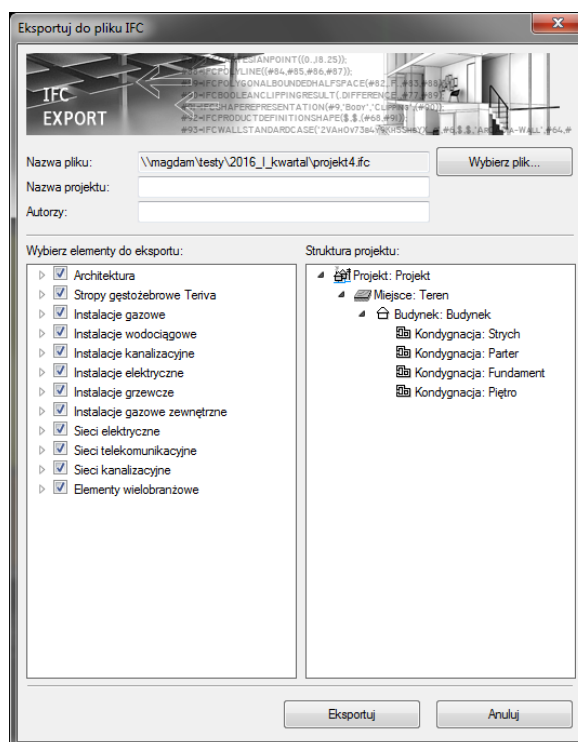 Eksportuj do pliku IFC
IFC
EXPORT
Nazwa pliku:
\\magdam\testy\2016_I_kwartal\projekt4.ifc
Wybierz plik...
Nazwa projektu:
Autorzy:
Wybierz elementy do eksportu:
Architektura
Stropy gęstożebrowe Teriva
Instalacje gazowe
Instalacje wodociągowe
Instalacje kanalizacyjne
Instalacje elektryczne
Instalacje grzewcze
Instalacje gazowe zewnętrzne
Sieci elektryczne
Sieci telekomunikacyjne
Sieci kanalizacyjne
Elementy wielobranżowe
Struktura projektu:
Projekt: Projekt
Miejsce: Teren
Budynek: Budynek
Kondygnacja: Strych
Kondygnacja: Parter
Kondygnacja: Fundament
Kondygnacja: Piętro
Eksportuj
Anuluj